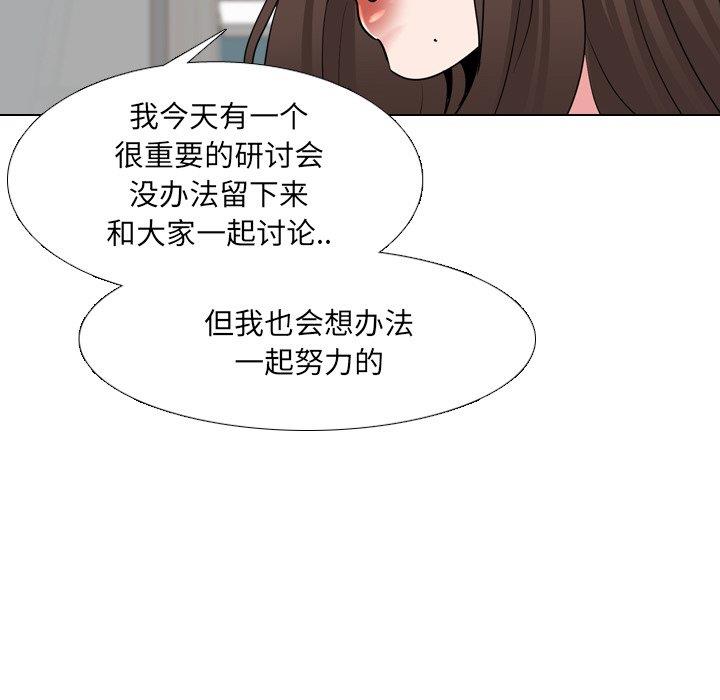 我今天有一个
很重要的研讨会
没办法留下来
和大家一起讨论..
但我也会想办法
一起努力的